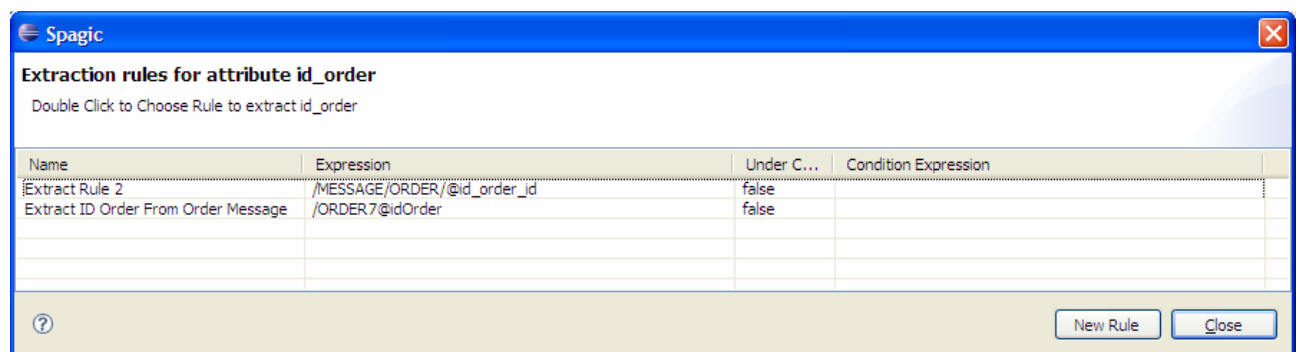 Spagic
Extraction rules for attribute id_order
Double Click to Choose Rule to extract id_order
Name Expression Under C... Condition Expression
Extract Rule 2 /MESSAGE/ORDER/@id_order_id false
Extract ID Order From Order Message /ORDER7@idOrder false
? New Rule Close